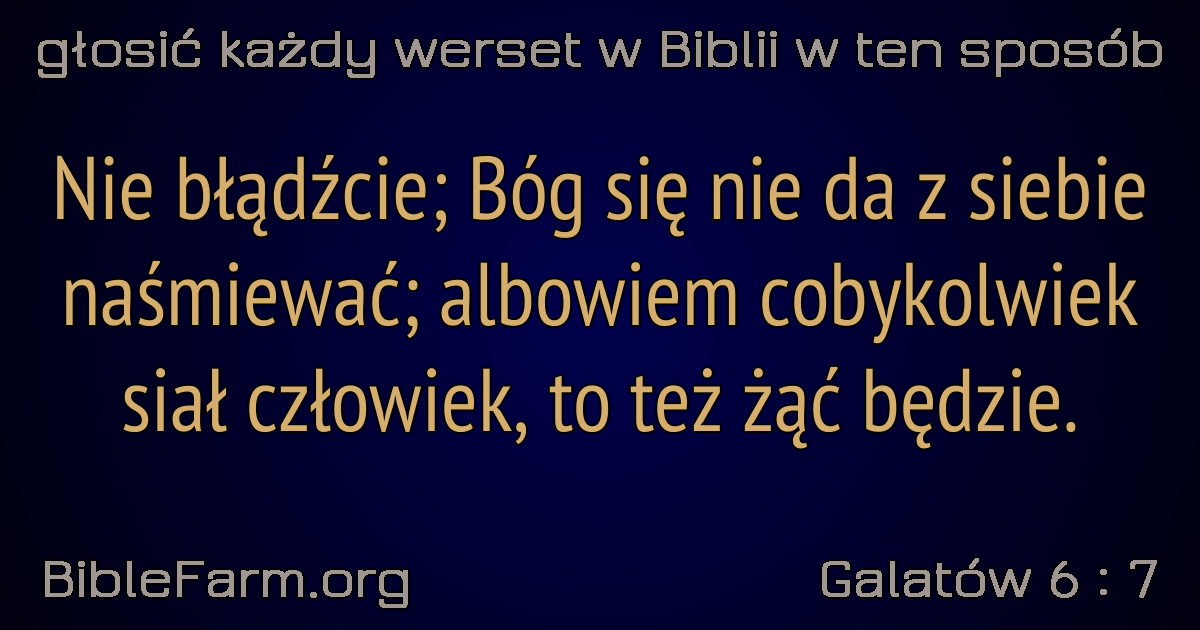 głosić każdy werset w Biblii w ten sposób
Nie błądźcie; Bóg się nie da z siebie
naśmiewać; albowiem cobykolwiek
siał człowiek, to też żąć będzie.
BibleFarm.org
Galatów 6 : 7